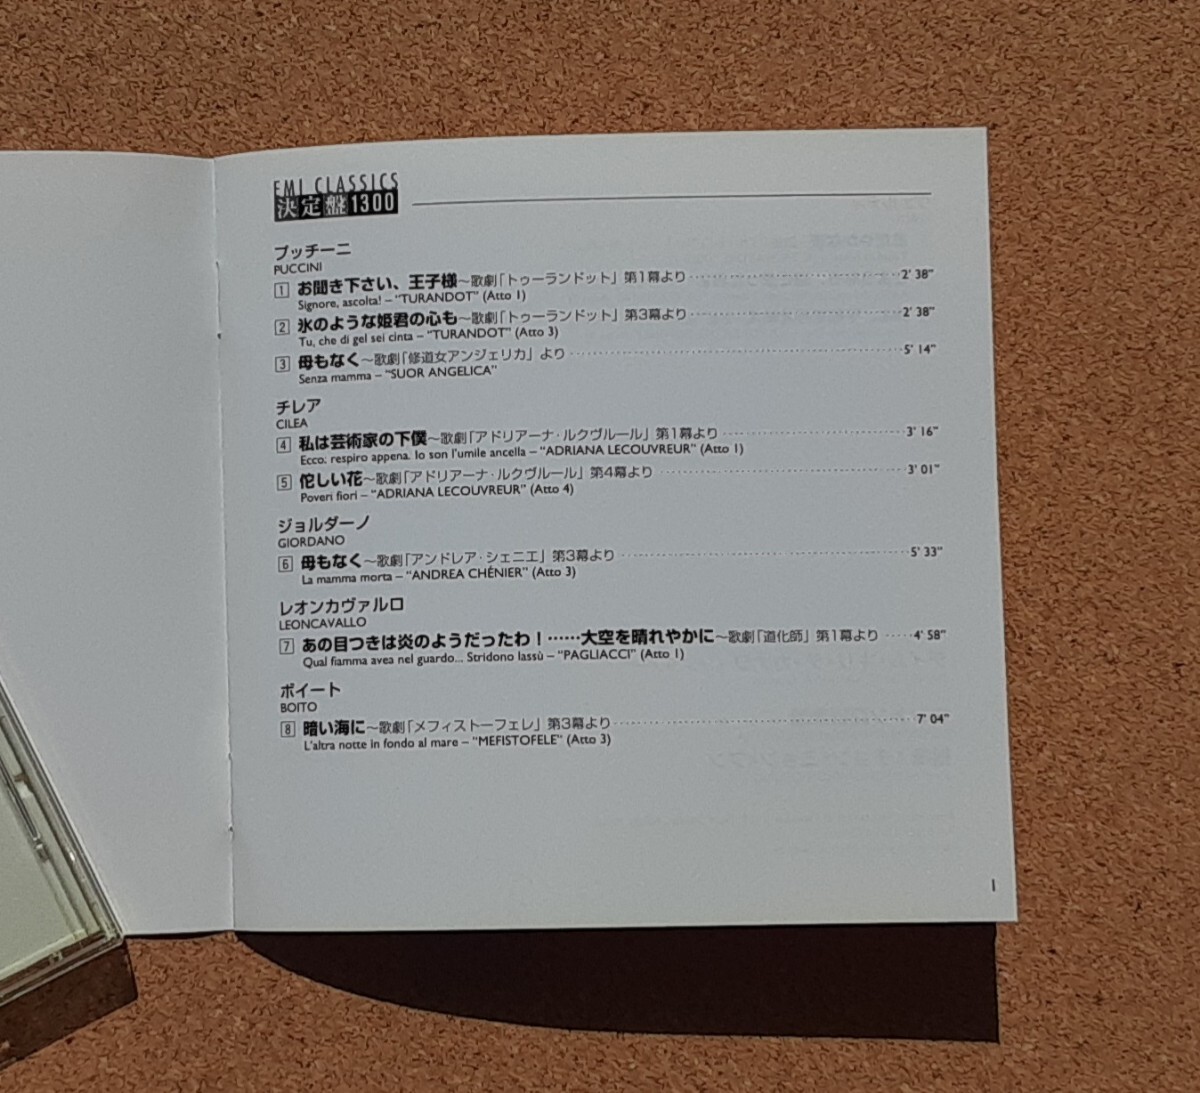 EMI CLASSICS
決定盤1300
プッチーニ
PUCCINI
1 お聞き下さい、王子様〜歌劇「トゥーランドット」第1幕より 2' 38"
Signore, ascolta! – "TURANDOT" (Atto 1)
2 氷のような姫君の心も〜歌劇「トゥーランドット」第3幕より 2' 38"
Tu, che di gel sei cinta – "TURANDOT" (Atto 3)
3 母もなく〜歌劇「修道女アンジェリカ」より 5' 14"
Senza mamma – "SUOR ANGELICA"
チレア
CILEA
4 私は芸術家の下僕〜歌劇「アドリアーナ・ルクヴルール」第1幕より 3' 16"
Ecco: respiro appena. Io son l'umile ancella – "ADRIANA LECOUVREUR" (Atto 1)
5 佗しい花〜歌劇「アドリアーナ・ルクヴルール」第4幕より 3' 01"
Poveri fiori – "ADRIANA LECOUVREUR" (Atto 4)
ジョルダーノ
GIORDANO
6 母もなく〜歌劇「アンドレア・シェニエ」第3幕より 5' 33"
La mamma morta – "ANDREA CHÉNIER" (Atto 3)
レオンカヴァルロ
LEONCAVALLO
7 あの目つきは炎のようだったわ！……大空を晴れやかに〜歌劇「道化師」第1幕より 4' 58"
Qual fiamma avea nel guardo... Stridono lassù – "PAGLIACCI" (Atto 1)
ボイート
BOITO
8 暗い海に〜歌劇「メフィストーフェレ」第3幕より 7' 04"
L'altra notte in fondo al mare – "MEFISTOFELE" (Atto 3)
1